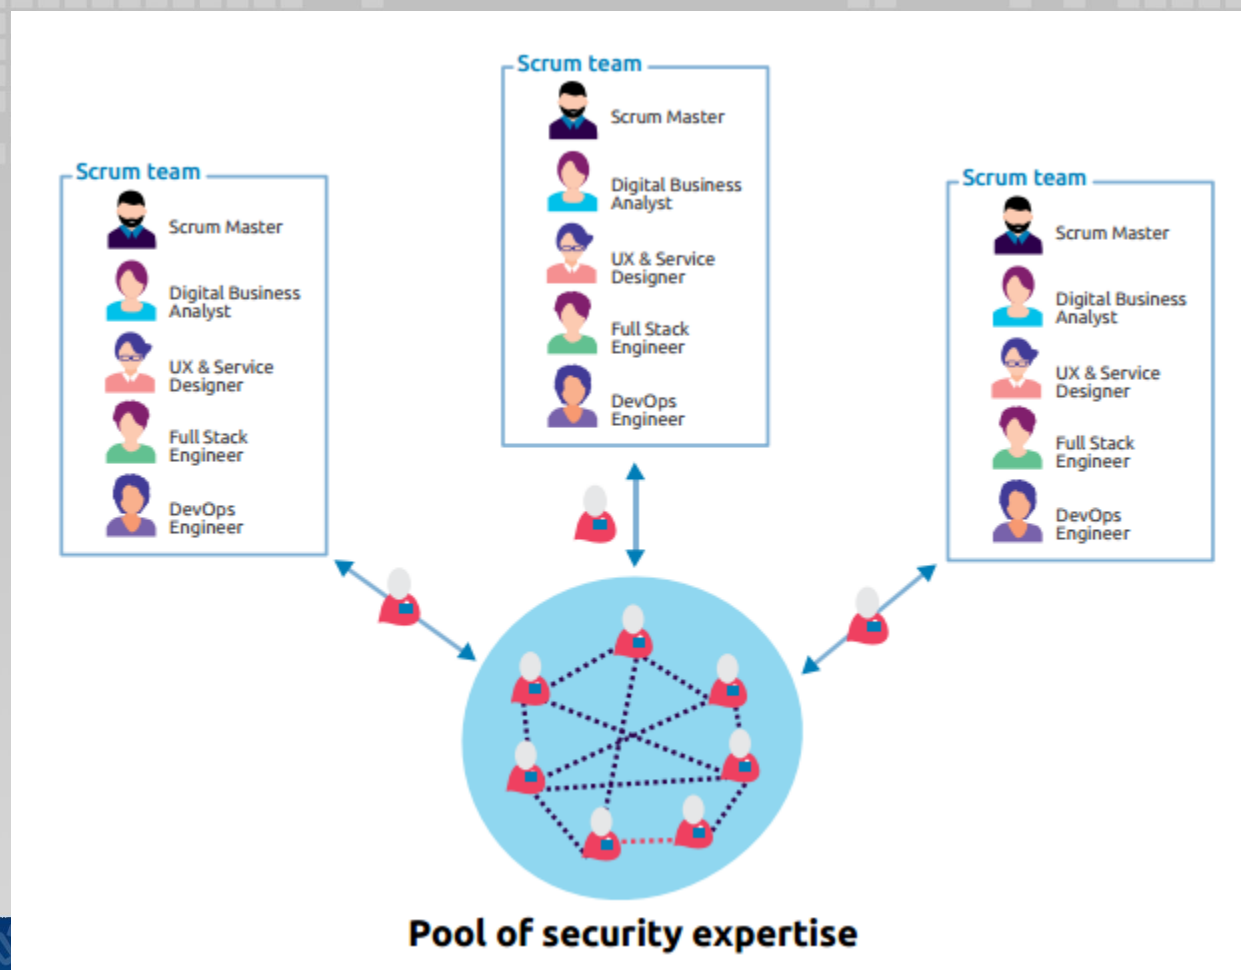 Scrum team
Scrum Master
Digital Business
Analyst
UX & Service
Designer
Full Stack
Engineer
DevOps
Engineer
Scrum team
Scrum Master
Digital Business
Analyst
UX & Service
Designer
Full Stack
Engineer
DevOps
Engineer
Scrum team
Scrum Master
Digital Business
Analyst
UX & Service
Designer
Full Stack
Engineer
DevOps
Engineer
Pool of security expertise